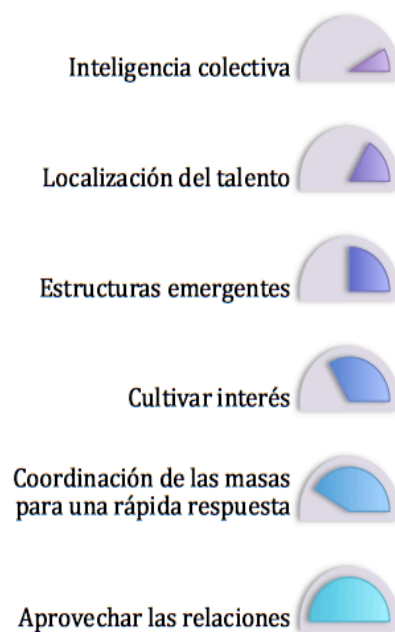 Inteligencia colectiva
Localización del talento
Estructuras emergentes
Cultivar interés
Coordinación de las masas
para una rápida respuesta
Aprovechar las relaciones